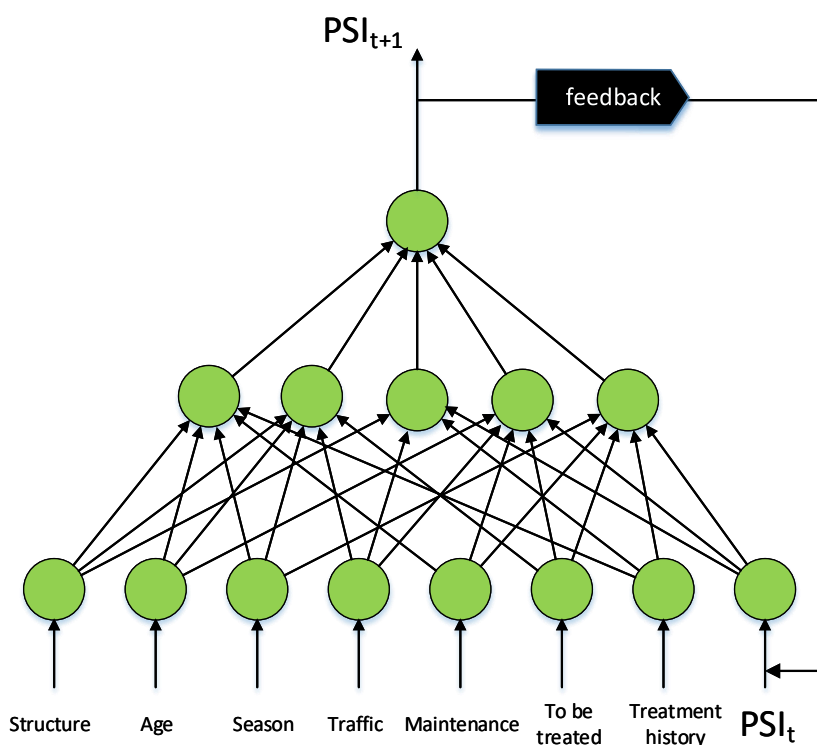 PSIt+1
feedback
Structure
Age
Season
Traffic
Maintenance
To be
treated
Treatment
history
PSIt